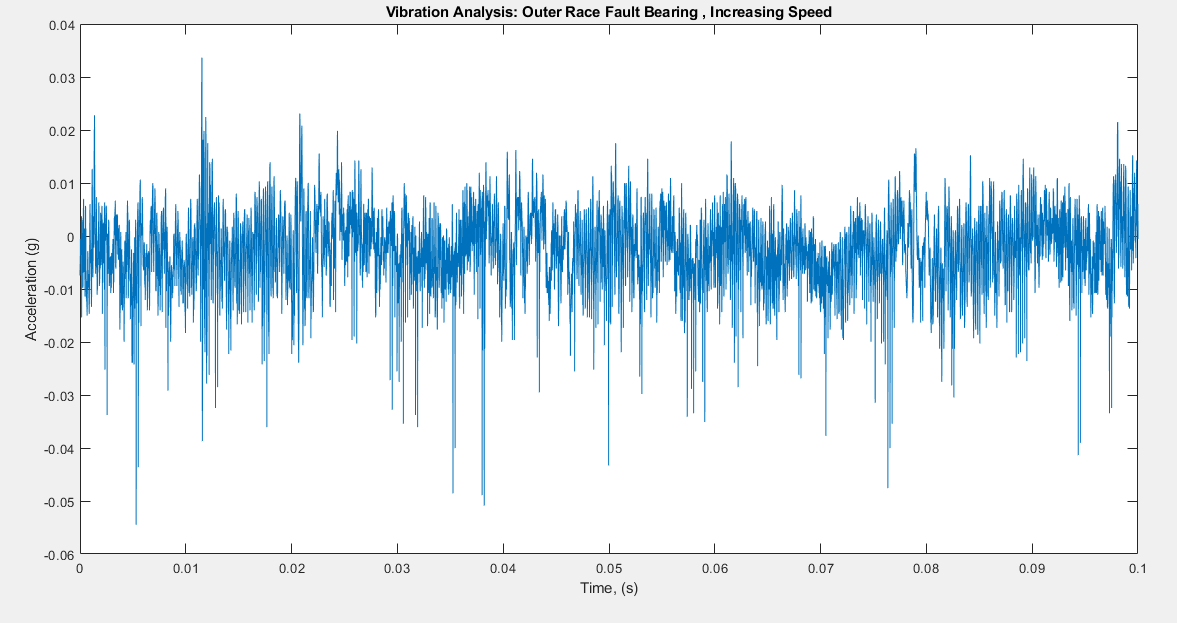 Vibration Analysis: Outer Race Fault Bearing , Increasing Speed
0.04
0.03
0.02
0.01
0
-0.01
-0.02
-0.03
-0.04
-0.05
-0.06
Acceleration (g)
0 0.01 0.02 0.03 0.04 0.05 0.06 0.07 0.08 0.09 0.1
Time, (s)